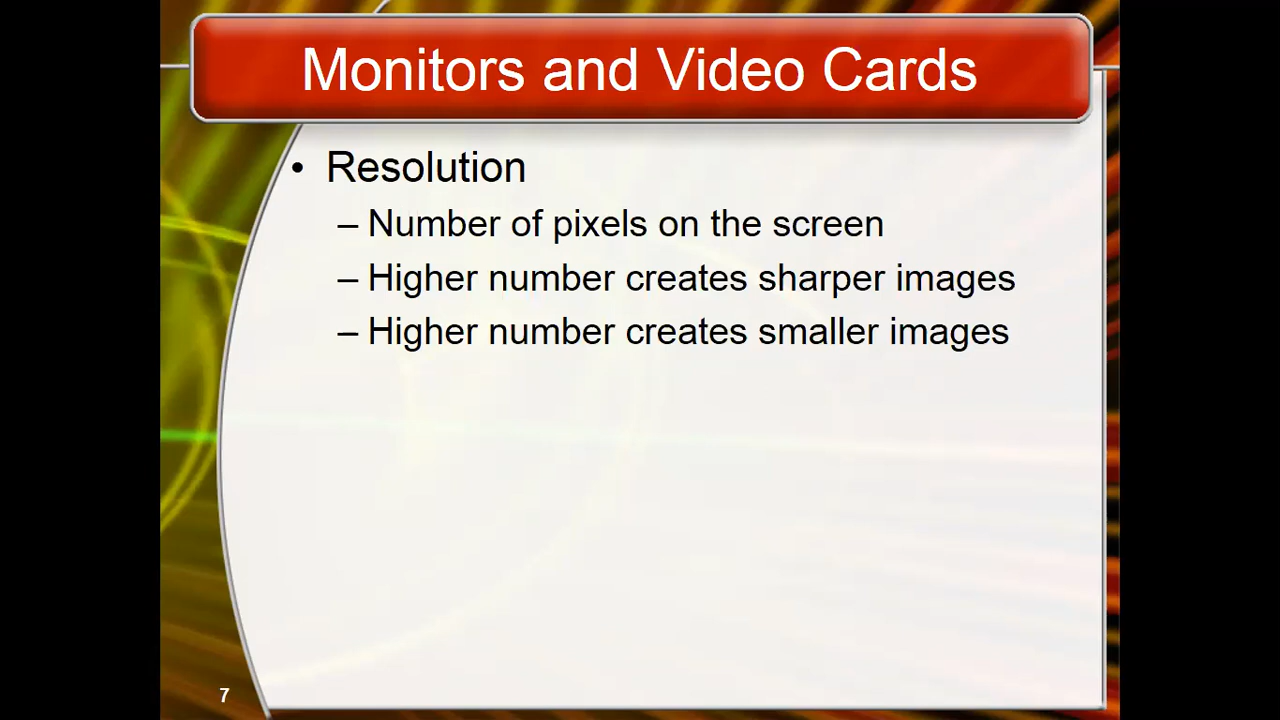 Monitors and Video Cards
• Resolution
– Number of pixels on the screen
– Higher number creates sharper images
– Higher number creates smaller images
7